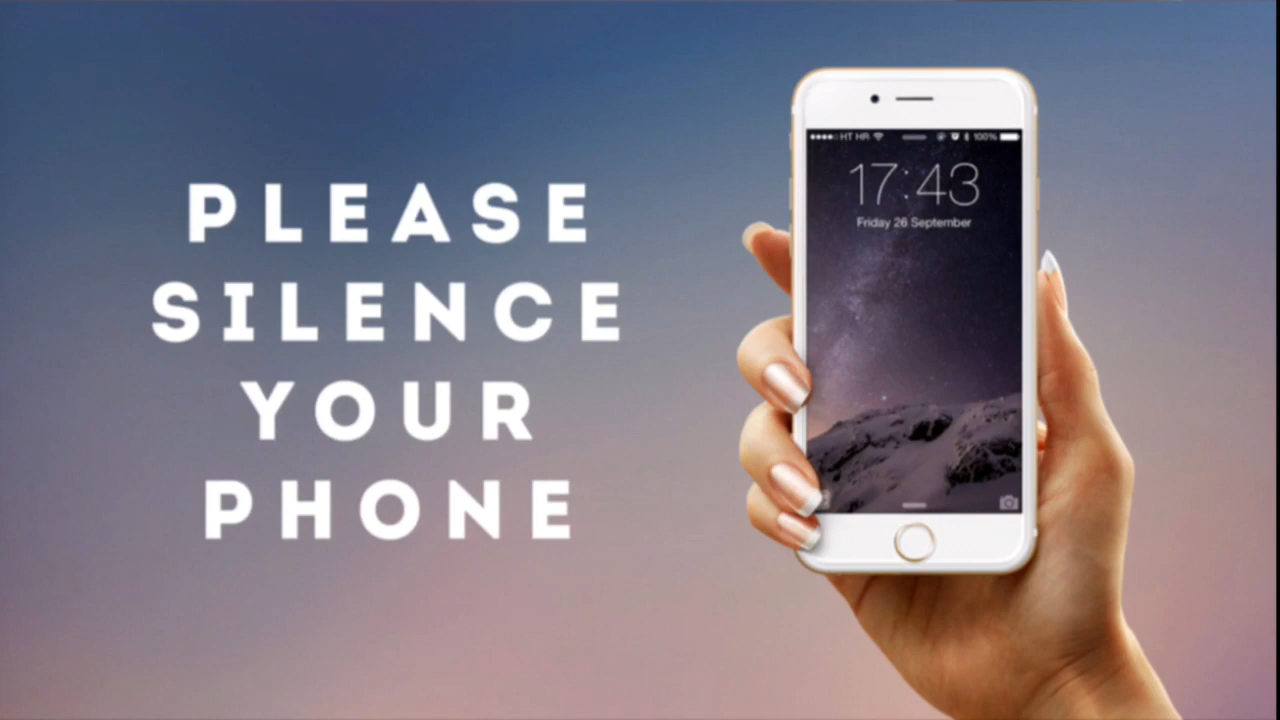 PLEASE
SILENCE
YOUR
PHONE
HT HR 100%
17:43
Friday 26 September